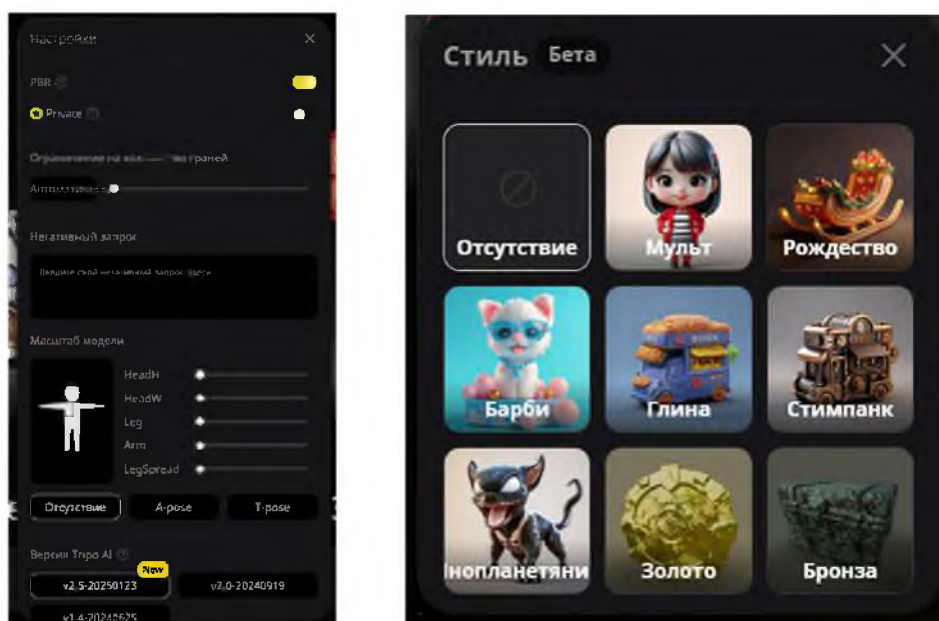 Настройки
PBR
Private
Ограничение на граней
Негативный запрос
Введите свой негативный запрос здесь
Масштаб модели
HeadH
HeadW
Leg
Arm
LegSpread
Отсутствие A-pose T-pose
Версия Tripo AI
New
v2.5-20250123 v2.0-20240919
v1.4-20240625
Стиль Бета
Отсутствие Мульт Рождество
Барби Глина Стимпанк
Инопланетяни Золото Бронза